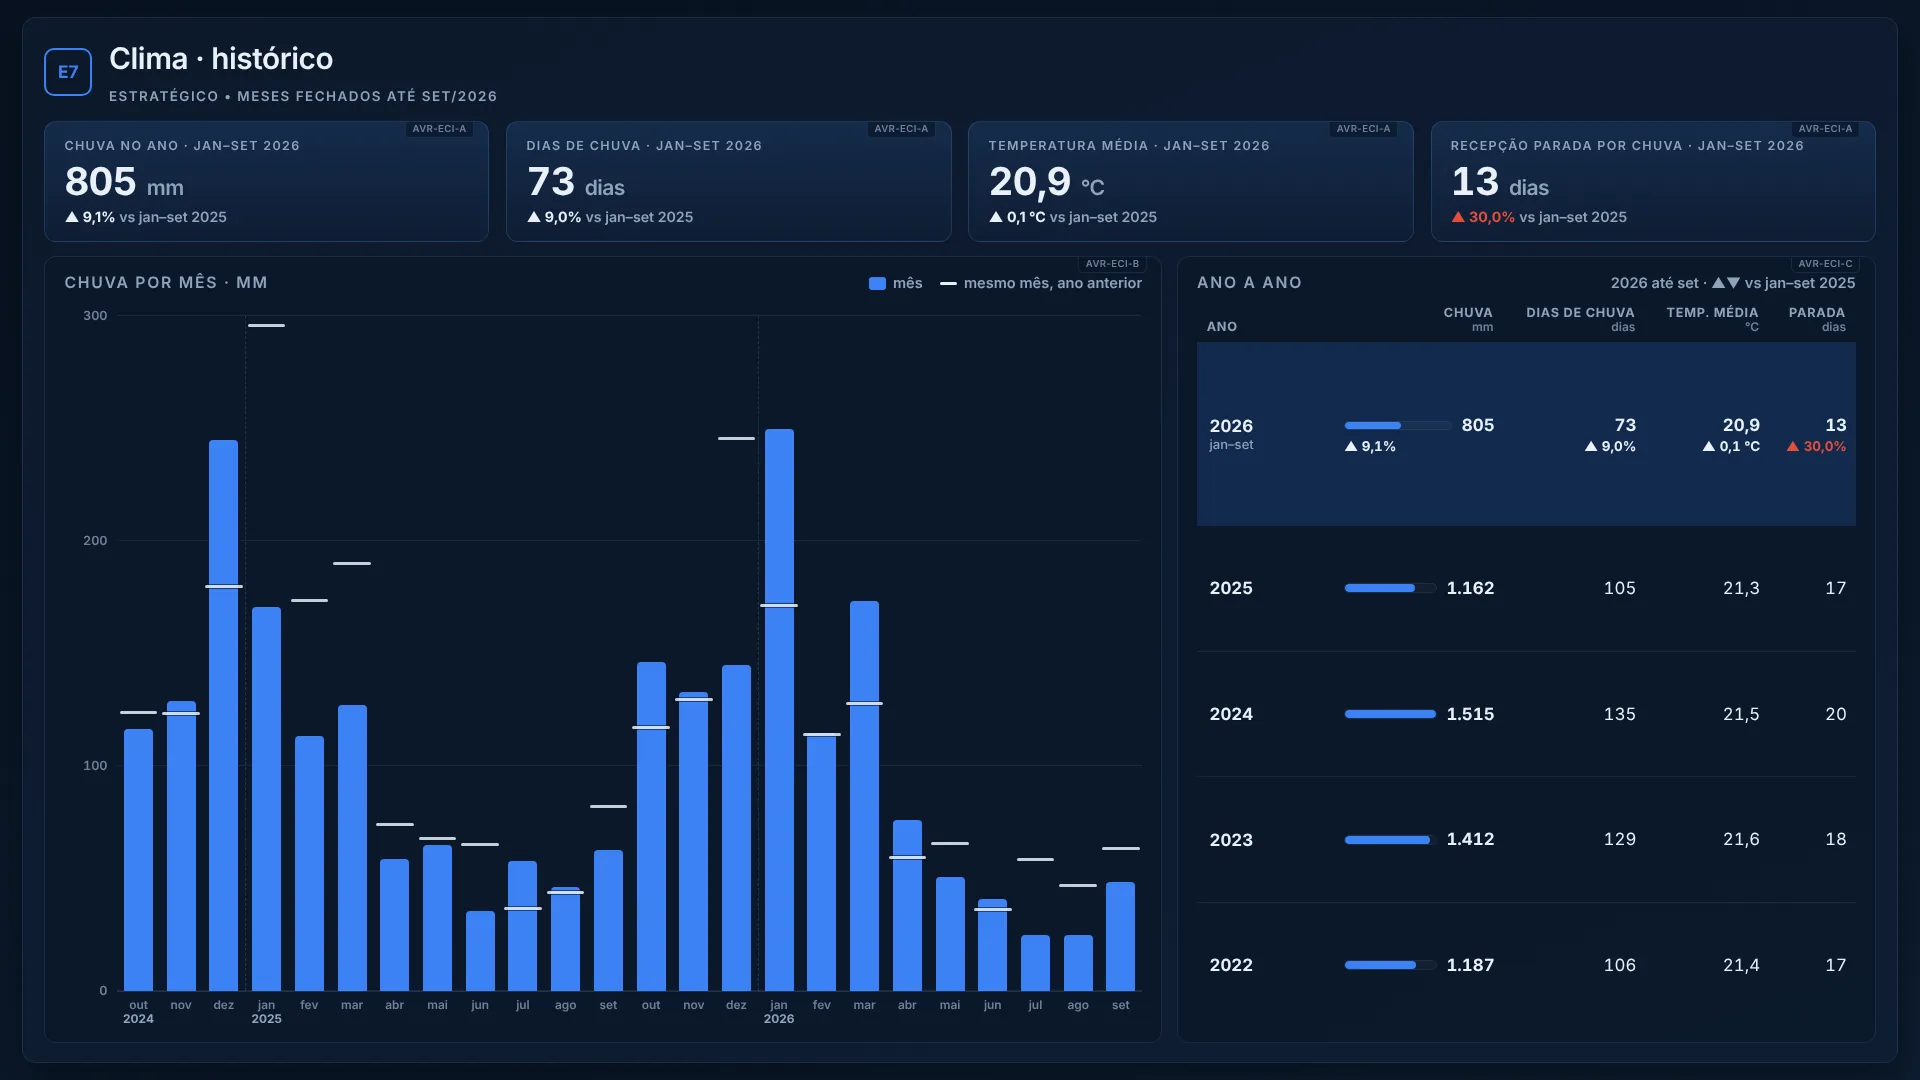 E7
Clima · histórico
ESTRATÉGICO • MESES FECHADOS ATÉ SET/2026
AVR-ECI-A
CHUVA NO ANO · JAN–SET 2026
805 mm
▲ 9,1% vs jan–set 2025
AVR-ECI-A
DIAS DE CHUVA · JAN–SET 2026
73 dias
▲ 9,0% vs jan–set 2025
AVR-ECI-A
TEMPERATURA MÉDIA · JAN–SET 2026
20,9 °C
▲ 0,1 °C vs jan–set 2025
AVR-ECI-A
RECEPÇÃO PARADA POR CHUVA · JAN–SET 2026
13 dias
▲ 30,0% vs jan–set 2025
AVR-ECI-B
CHUVA POR MÊS · MM
mês
mesmo mês, ano anterior
300
200
100
0
out nov dez jan fev mar abr mai jun jul ago set out nov dez jan fev mar abr mai jun jul ago set
2024 2025 2026
AVR-ECI-C
ANO A ANO
2026 até set · ▲▼ vs jan–set 2025
ANO CHUVA DIAS DE CHUVA TEMP. MÉDIA PARADA
mm dias °C dias
2026 805 73 20,9 13
jan–set ▲ 9,1% ▲ 9,0% ▲ 0,1 °C ▲ 30,0%
2025 1.162 105 21,3 17
2024 1.515 135 21,5 20
2023 1.412 129 21,6 18
2022 1.187 106 21,4 17